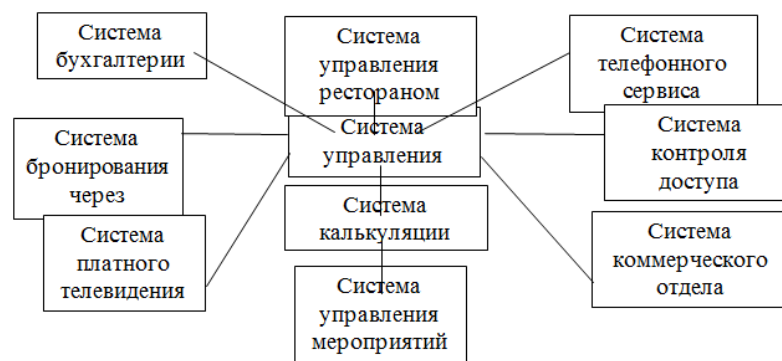 Система
бухгалтерии
Система
управления
рестораном
Система
телефонного
сервиса
Система
бронирования
через
Система
управления
Система
контроля
доступа
Система
платного
телевидения
Система
калькуляции
Система
коммерческого
отдела
Система
управления
мероприятий